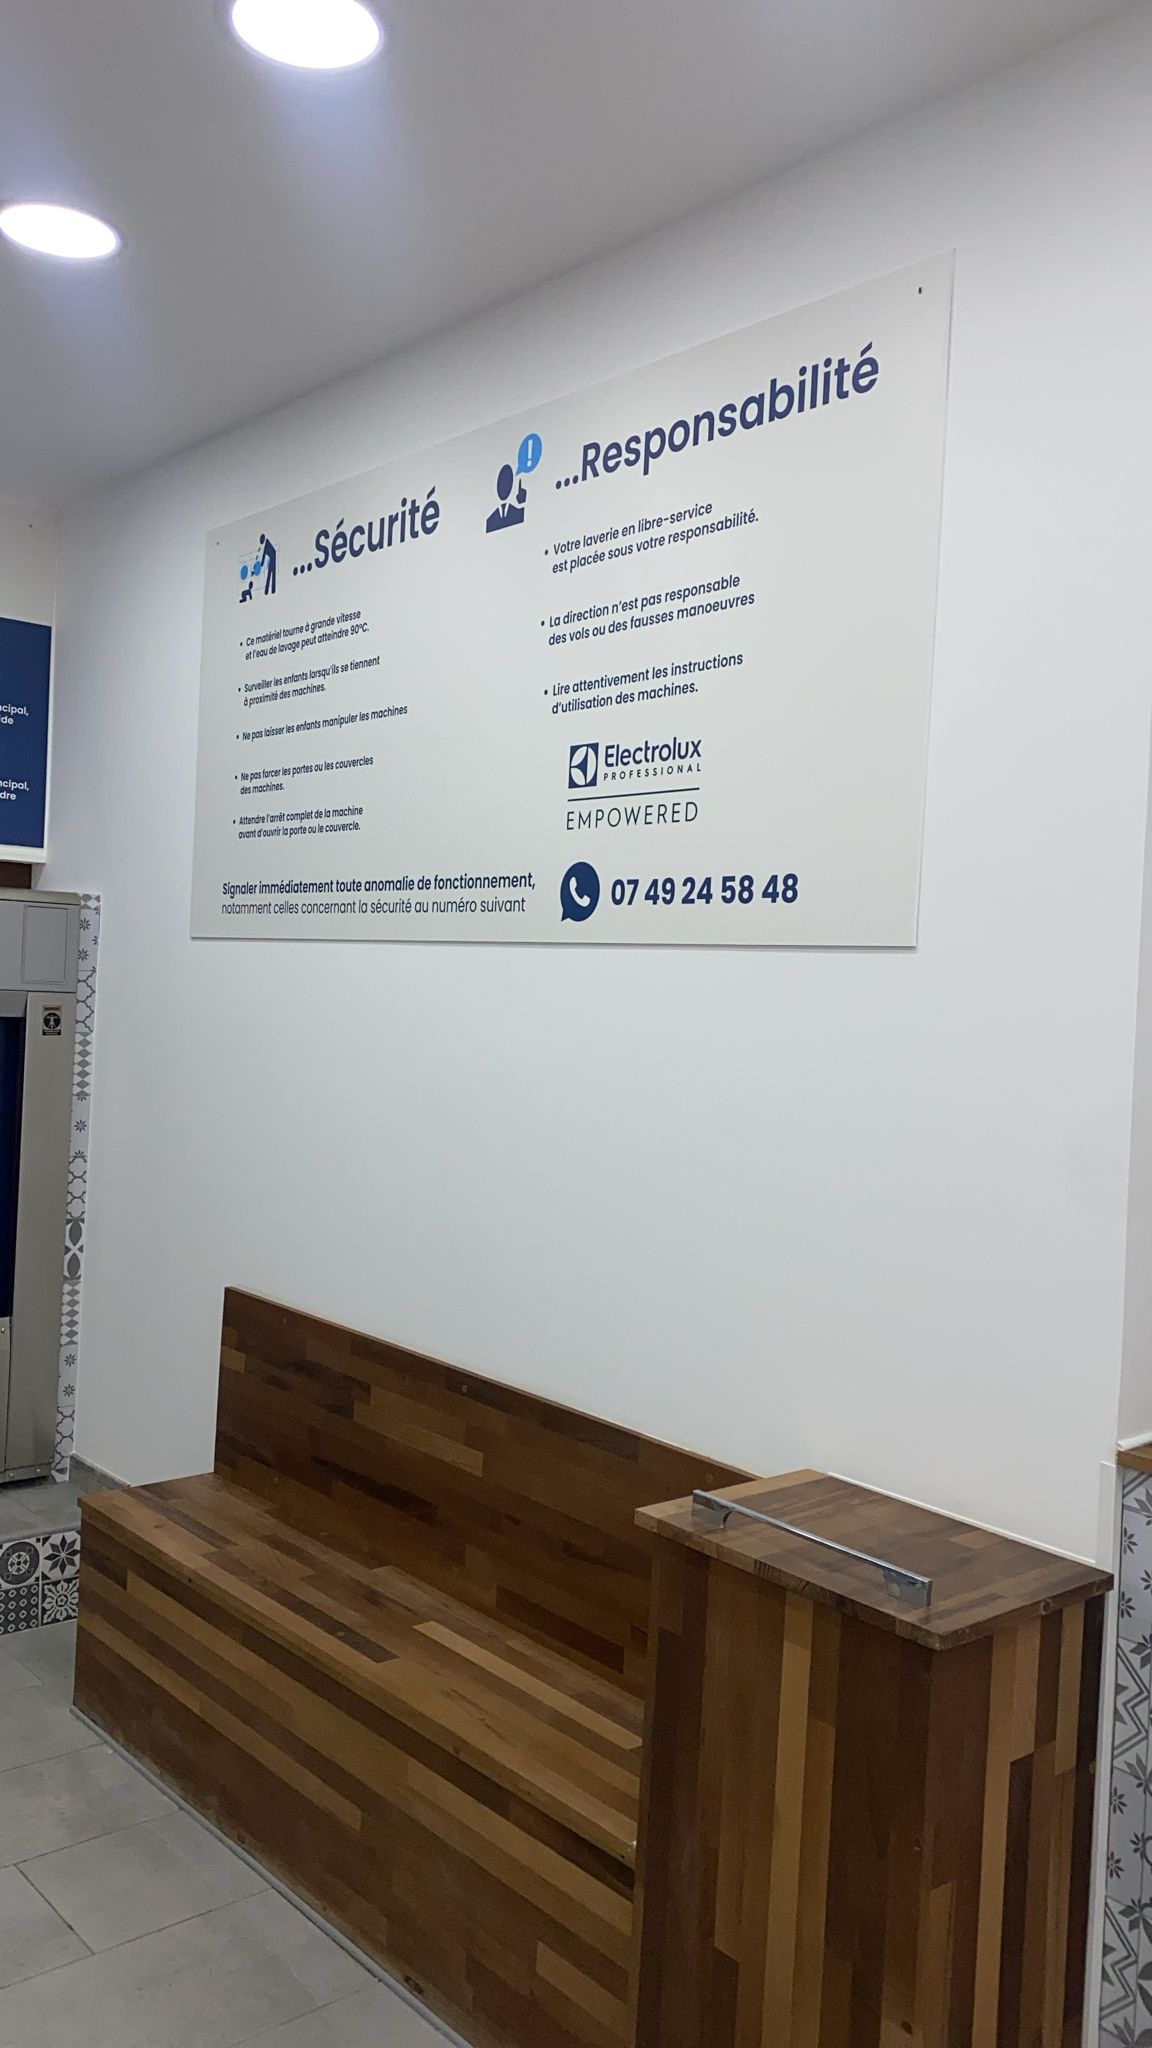 ...Sécurité
• Ce matériel tourne à grande vitesse
et l'eau de lavage peut atteindre 90°C.
• Surveiller les enfants lorsqu'ils se tiennent
à proximité des machines.
• Ne pas laisser les enfants manipuler les machines
• Ne pas forcer les portes ou les couvercles
des machines.
• Attendre l'arrêt complet de la machine
avant d'ouvrir la porte ou le couvercle.
!
...Responsabilité
• Votre laverie en libre-service
est placée sous votre responsabilité.
• La direction n'est pas responsable
des vols ou des fausses manoeuvres
• Lire attentivement les instructions
d'utilisation des machines.
Electrolux
PROFESSIONAL
EMPOWERED
Signaler immédiatement toute anomalie de fonctionnement,
notamment celles concernant la sécurité au numéro suivant
07 49 24 58 48